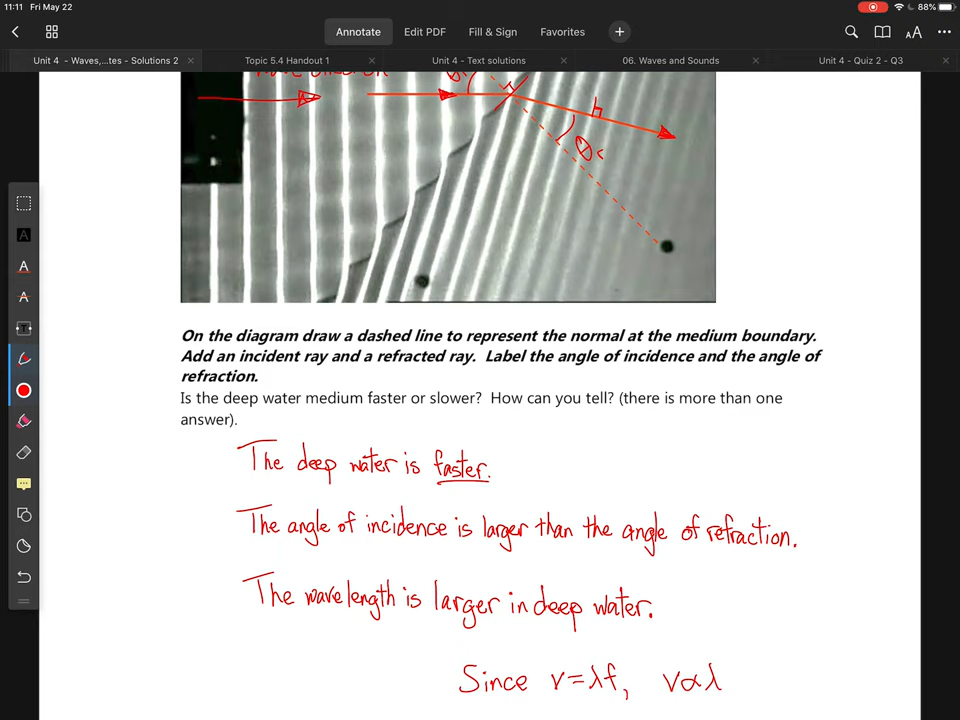 11:11 Fri May 22
88%
Annotate Edit PDF Fill & Sign Favorites
AA
Unit 4 - Waves,...tes - Solutions 2
Topic 5.4 Handout 1
Unit 4 - Text solutions
06. Waves and Sounds
Unit 4 - Quiz 2 - Q3
On the diagram draw a dashed line to represent the normal at the medium boundary.
Add an incident ray and a refracted ray. Label the angle of incidence and the angle of
refraction.
Is the deep water medium faster or slower? How can you tell? (there is more than one
answer).
The deep water is faster.
The angle of incidence is larger than the angle of refraction.
The wavelength is larger in deep water.
Since v=λf, v∝λ